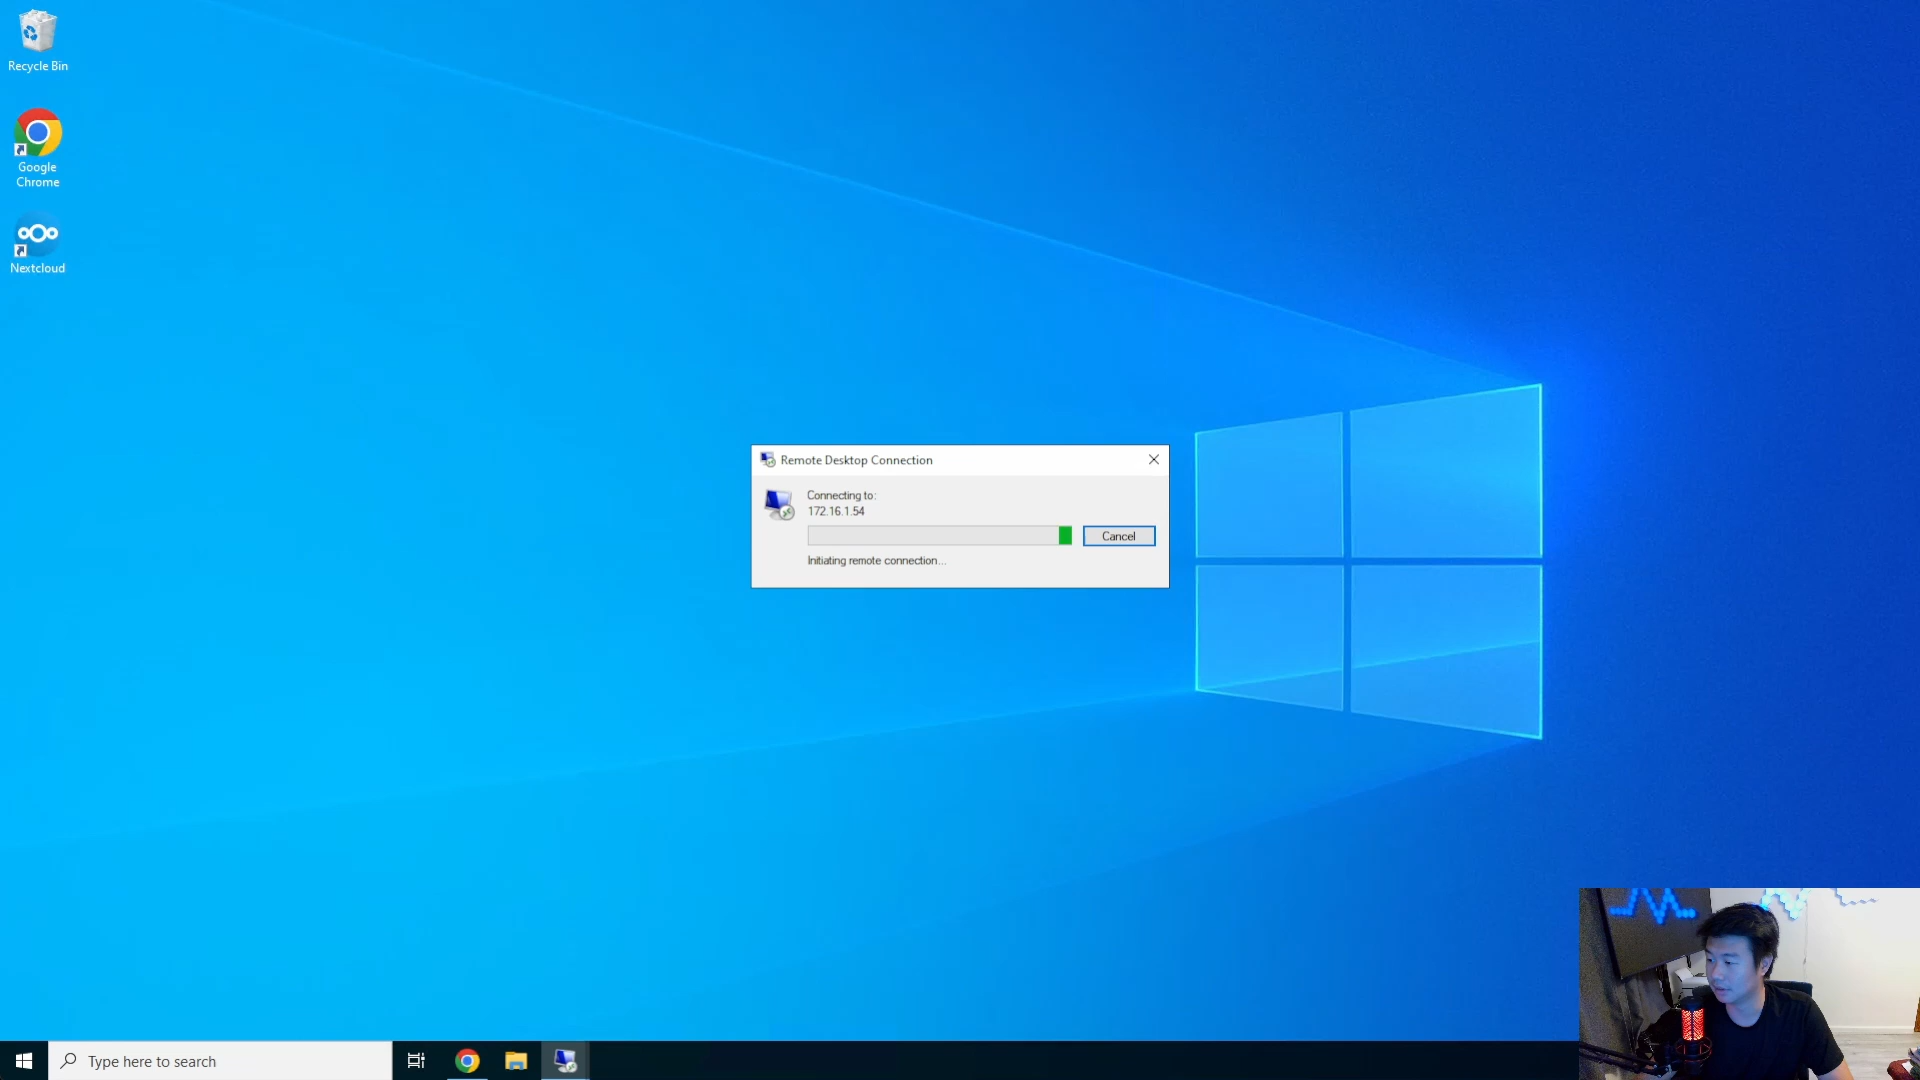 Recycle Bin
Google
Chrome
Nextcloud
Remote Desktop Connection
Connecting to:
172.16.1.54
Cancel
Initiating remote connection...
Type here to search